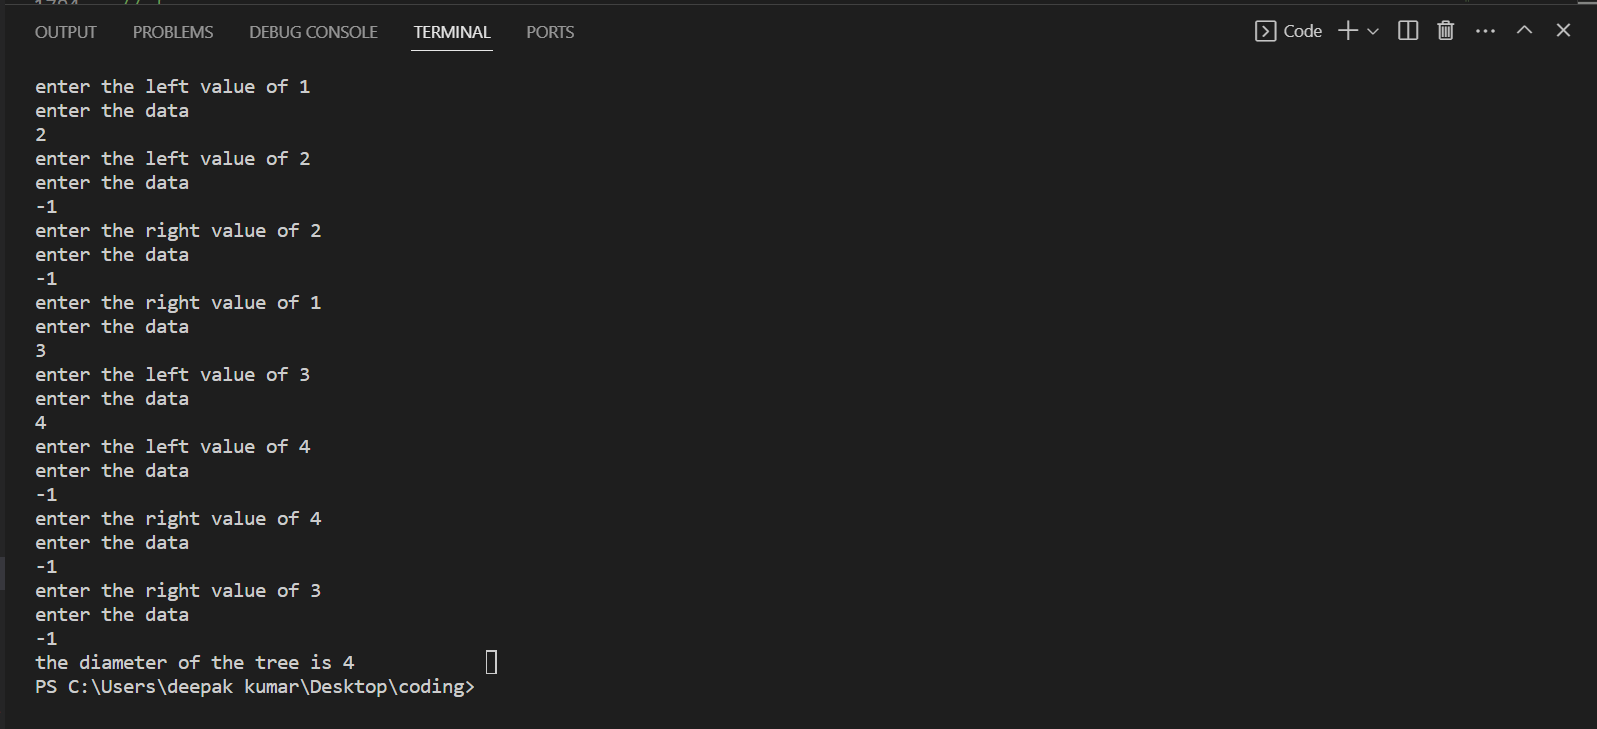 OUTPUT PROBLEMS DEBUG CONSOLE TERMINAL PORTS Code
enter the left value of 1
enter the data
2
enter the left value of 2
enter the data
-1
enter the right value of 2
enter the data
-1
enter the right value of 1
enter the data
3
enter the left value of 3
enter the data
4
enter the left value of 4
enter the data
-1
enter the right value of 4
enter the data
-1
enter the right value of 3
enter the data
-1
the diameter of the tree is 4
PS C:\Users\deepak kumar\Desktop\coding>